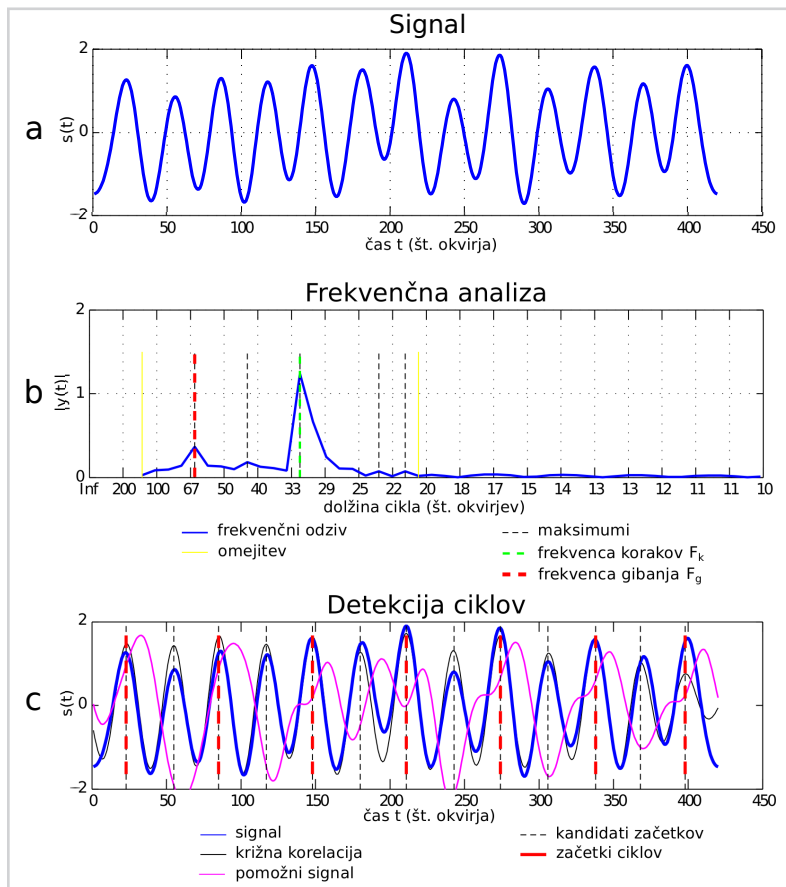 Signal
a
s(t)
2
0
−2
0 50 100 150 200 250 300 350 400 450
čas t (št. okvirja)
Frekvenčna analiza
b
|y(t)|
2
1
0
Inf 200 100 67 50 40 33 29 25 22 20 18 17 15 14 13 13 12 11 11 10
dolžina cikla (št. okvirjev)
frekvenčni odziv
omejitev
maksimumi
frekvenca korakov Fk
frekvenca gibanja Fg
Detekcija ciklov
c
s(t)
2
0
−2
0 50 100 150 200 250 300 350 400 450
čas t (št. okvirja)
signal
križna korelacija
pomožni signal
kandidati začetkov
začetki ciklov